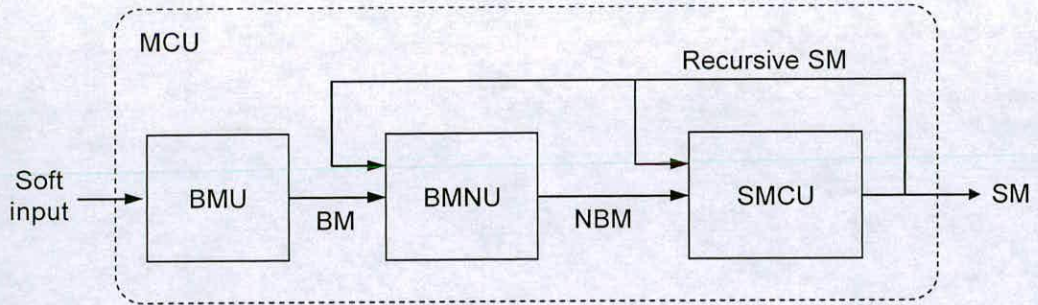 MCU
Recursive SM
Soft
input
BMU
BM
BMNU
NBM
SMCU
SM